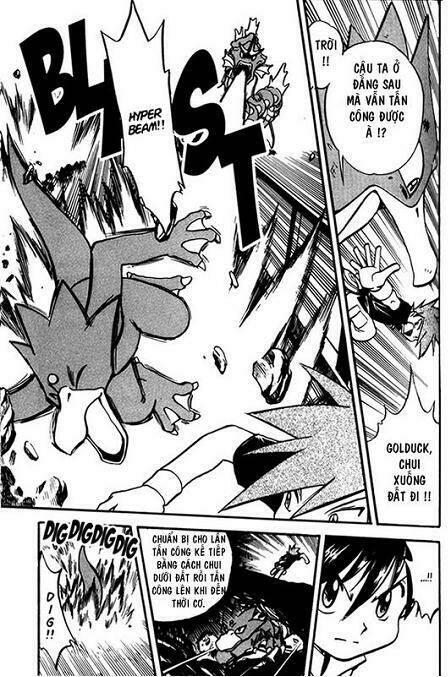 TRỜI
!!
CẬU TA Ở
ĐẰNG SAU
MÀ VẪN TẤN
CÔNG ĐƯỢC
À !?
HYPER
BEAM!!
BLAST
GOLDUCK,
CHUI
XUỐNG
ĐẤT ĐI !!
!!
CHUẨN BỊ CHO LẦN
TẤN CÔNG KẾ TIẾP
BẰNG CÁCH CHUI
DƯỚI ĐẤT RỒI TẤN
CÔNG LÊN KHI ĐẾN
THỜI CƠ.
DIG DIG DIG DIG
DIG!!